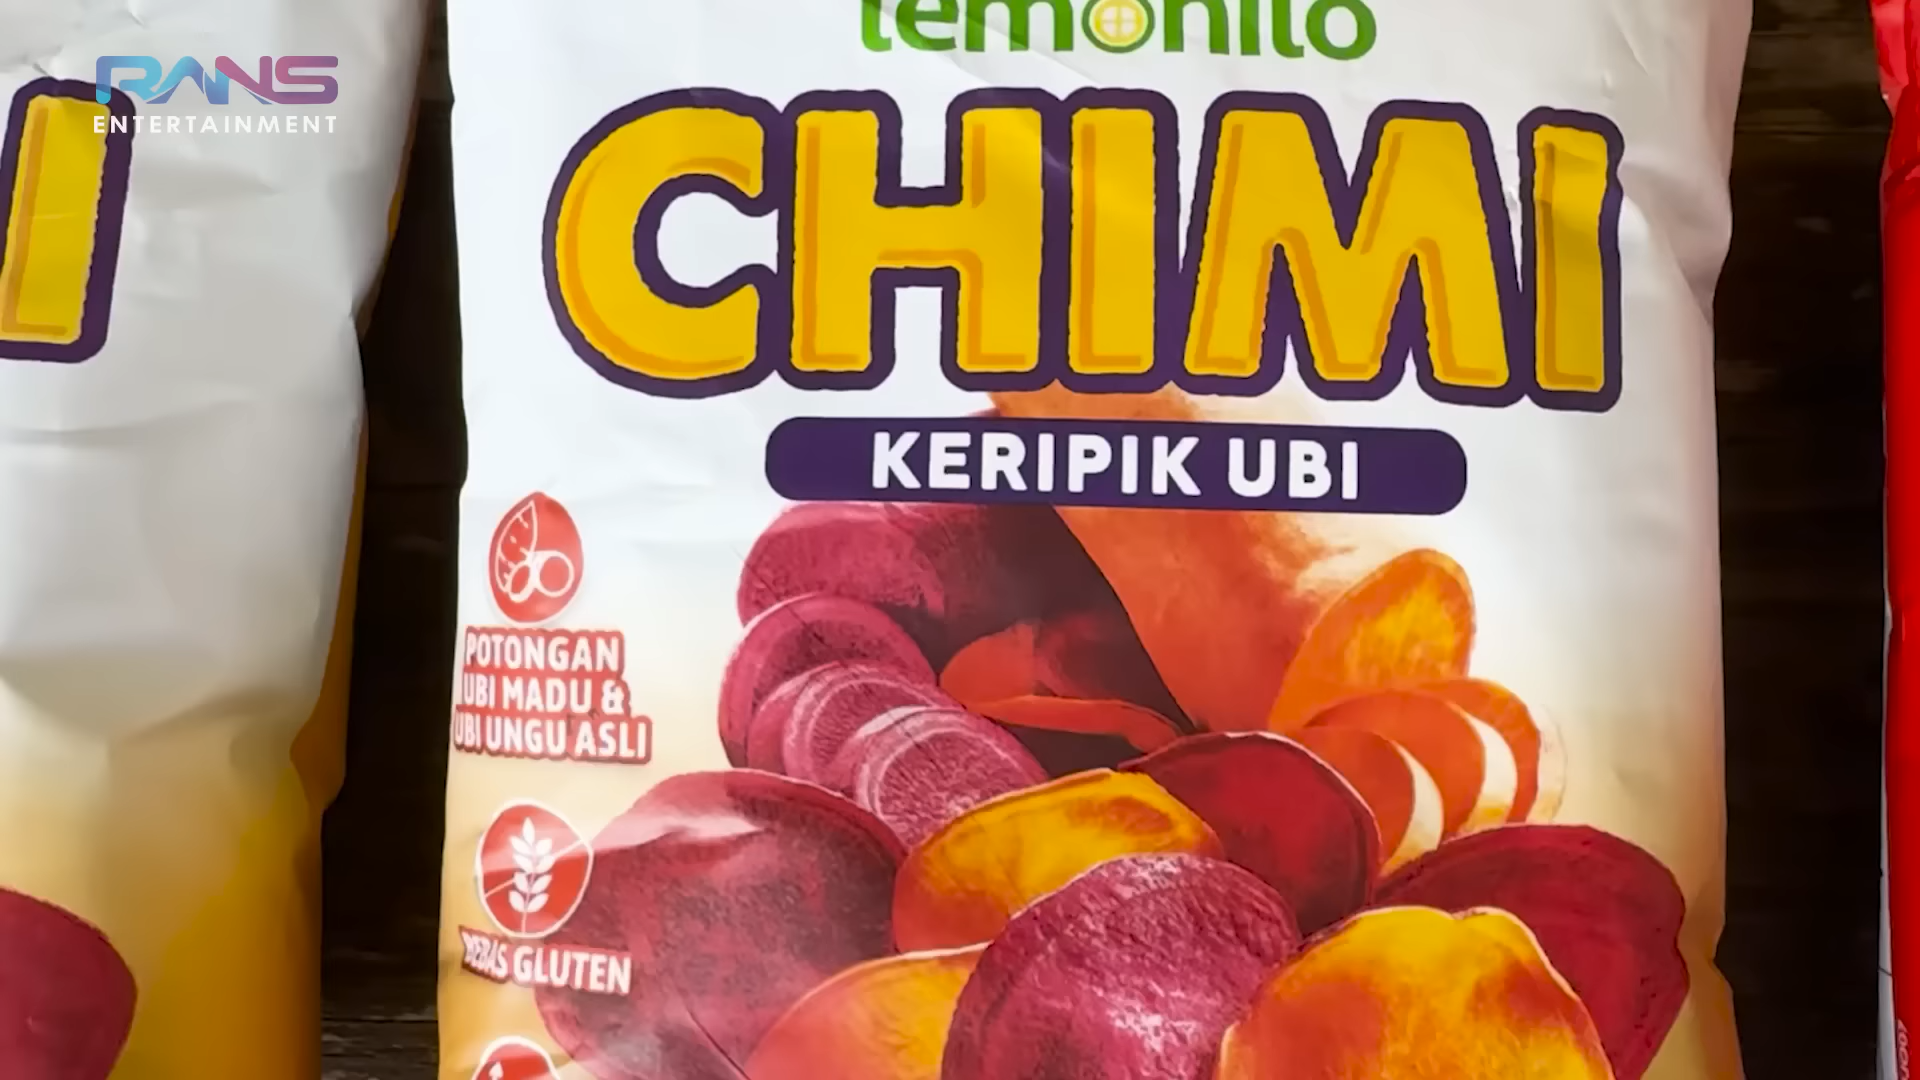 RANS
ENTERTAINMENT
lemonilo
CHIMI
KERIPIK UBI
POTONGAN
UBI MADU &
UBI UNGU ASLI
BEBAS GLUTEN